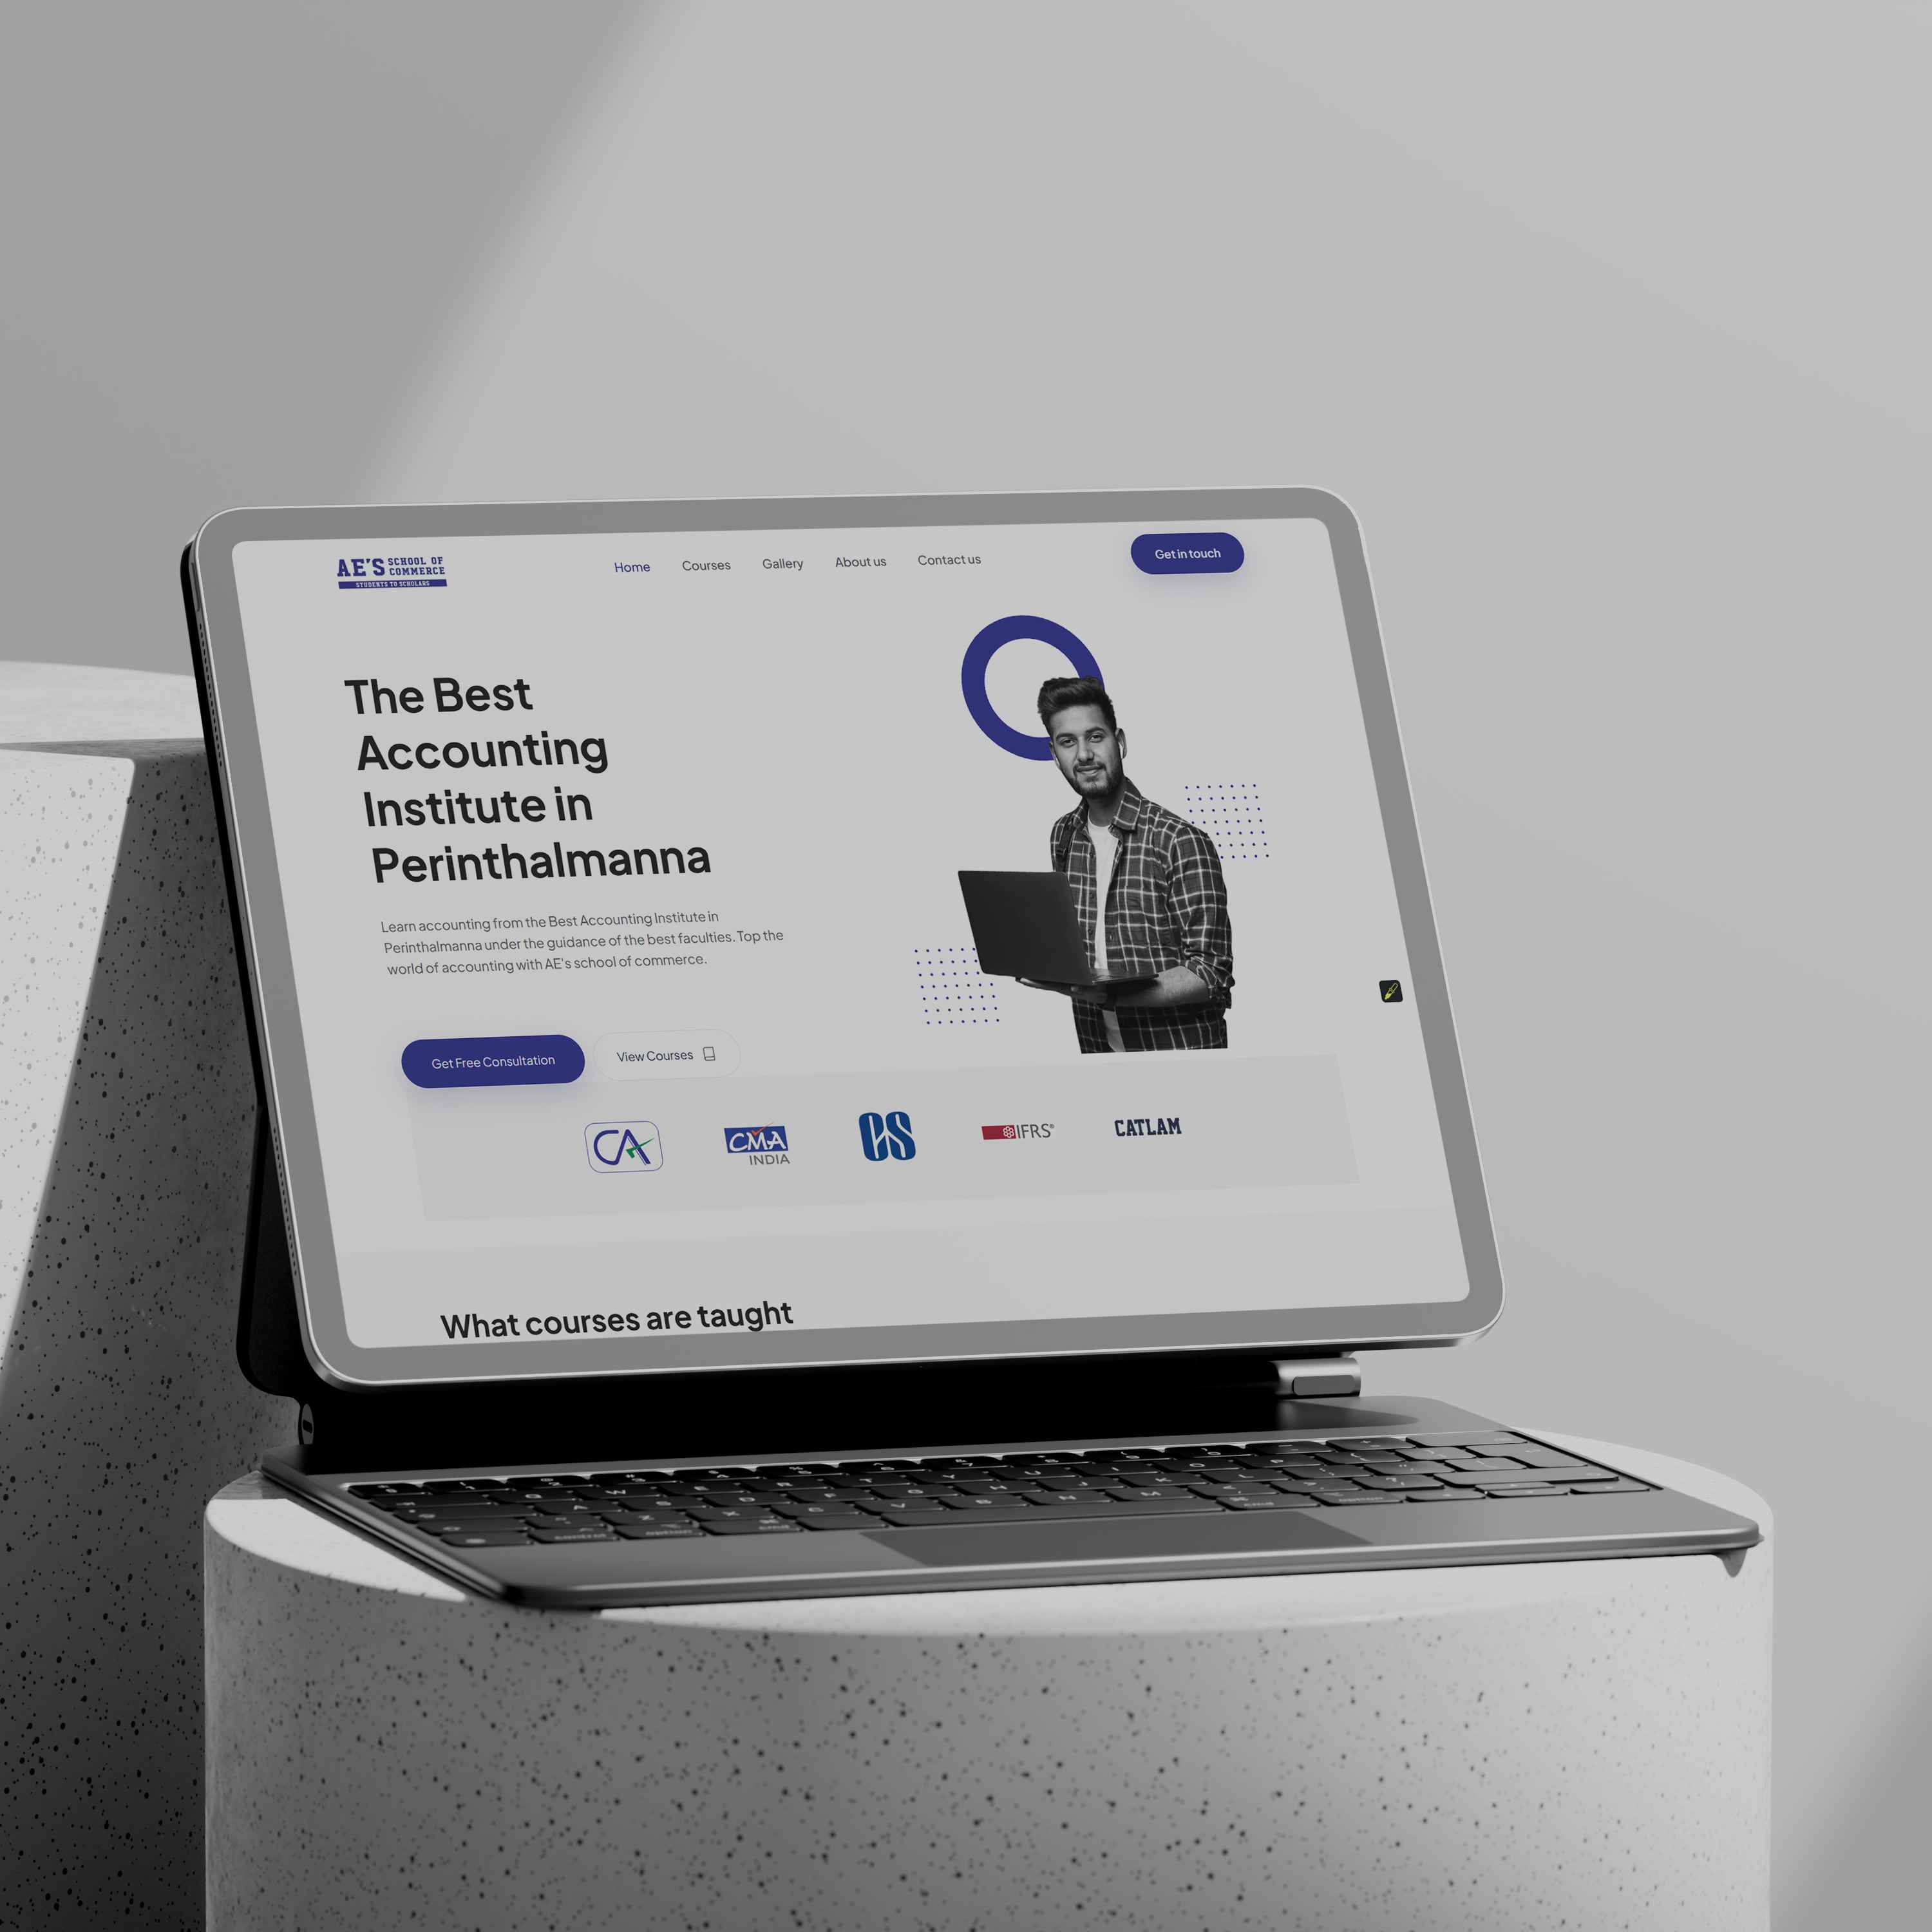 AE'S SCHOOL OF
COMMERCE
STUDENTS TO SCHOLARS
Home Courses Gallery About us Contact us
Get in touch
The Best
Accounting
Institute in
Perinthalmanna
Learn accounting from the Best Accounting Institute in
Perinthalmanna under the guidance of the best faculties. Top the
world of accounting with AE's school of commerce.
Get Free Consultation
View Courses
CA
CMA
INDIA
CS
IFRS®
CATLAM
What courses are taught